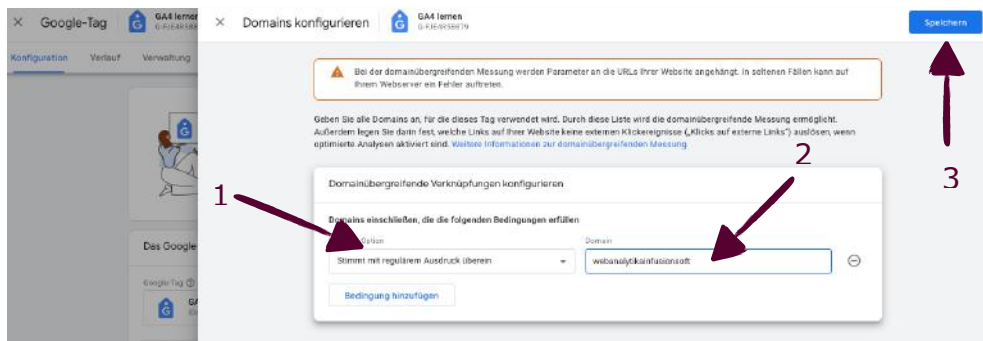 Google-Tag
GA4 lerner
Domains konfigurieren
GA4 lernen
Speichern
Konfiguration Verlauf Verwaltung
Bei der domainübergreifenden Messung werden Parameter an die URLs Ihrer Website angehängt. In seltenen Fällen kann auf
Ihrem Webserver ein Fehler auftreten.
Geben Sie alle Domains an, für die dieses Tag verwendet wird. Durch diese Liste wird die domainübergreifende Messung ermöglicht.
Außerdem legen Sie darin fest, welche Links auf Ihrer Website keine externen Klickereignisse („Klicks auf externe Links") auslösen, wenn
optimierte Analysen aktiviert sind. Weitere Informationen zur domainübergreifenden Messung
2
3
Domainübergreifende Verknüpfungen konfigurieren
1
Domains einschließen, die die folgenden Bedingungen erfüllen
Option
Domain
Das Google
Stimmt mit regulärem Ausdruck überein
webanalytikainfusionsoft
Google-Tag
Bedingung hinzufügen